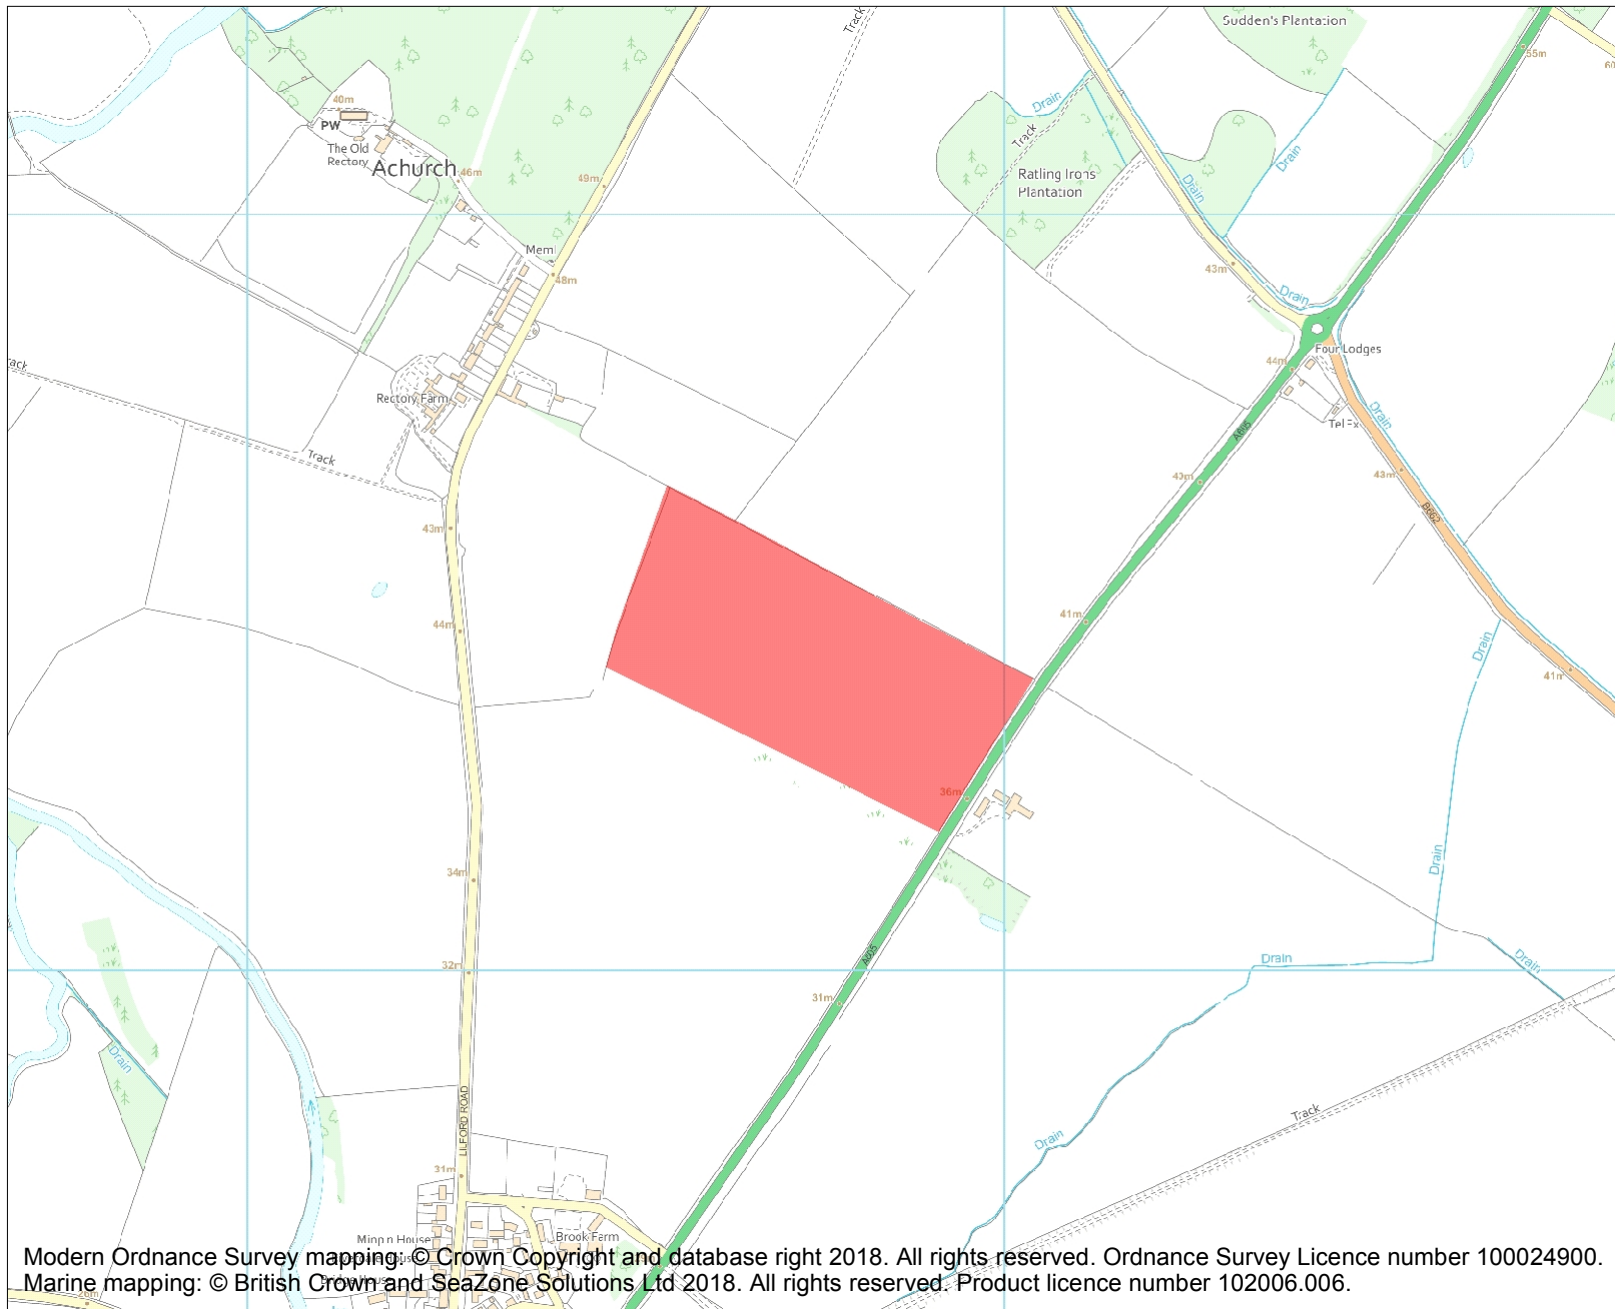 Sudden's Plantation
55m
60
Track
40m
PW
The Old
Rectory
Achurch
46m
49m
Drain
Track
Ratling Irons
Plantation
Drain
Drain
Meml
48m
43m
Drain
Four Lodges
44m
Rectory Farm
Drain
Tel Ex
A605
Track
43m
43m
B662
43m
44m
41m
Drain
41m
36m
Drain
34m
32m
A605
Drain
Drain
31m
Drain
Track
Drain
LILFORD ROAD
31m
Brook Farm
Modern Ordnance Survey mapping: © Crown Copyright and database right 2018. All rights reserved. Ordnance Survey Licence number 100024900.
Marine mapping: © British Crown and SeaZone Solutions Ltd 2018. All rights reserved. Product licence number 102006.006.